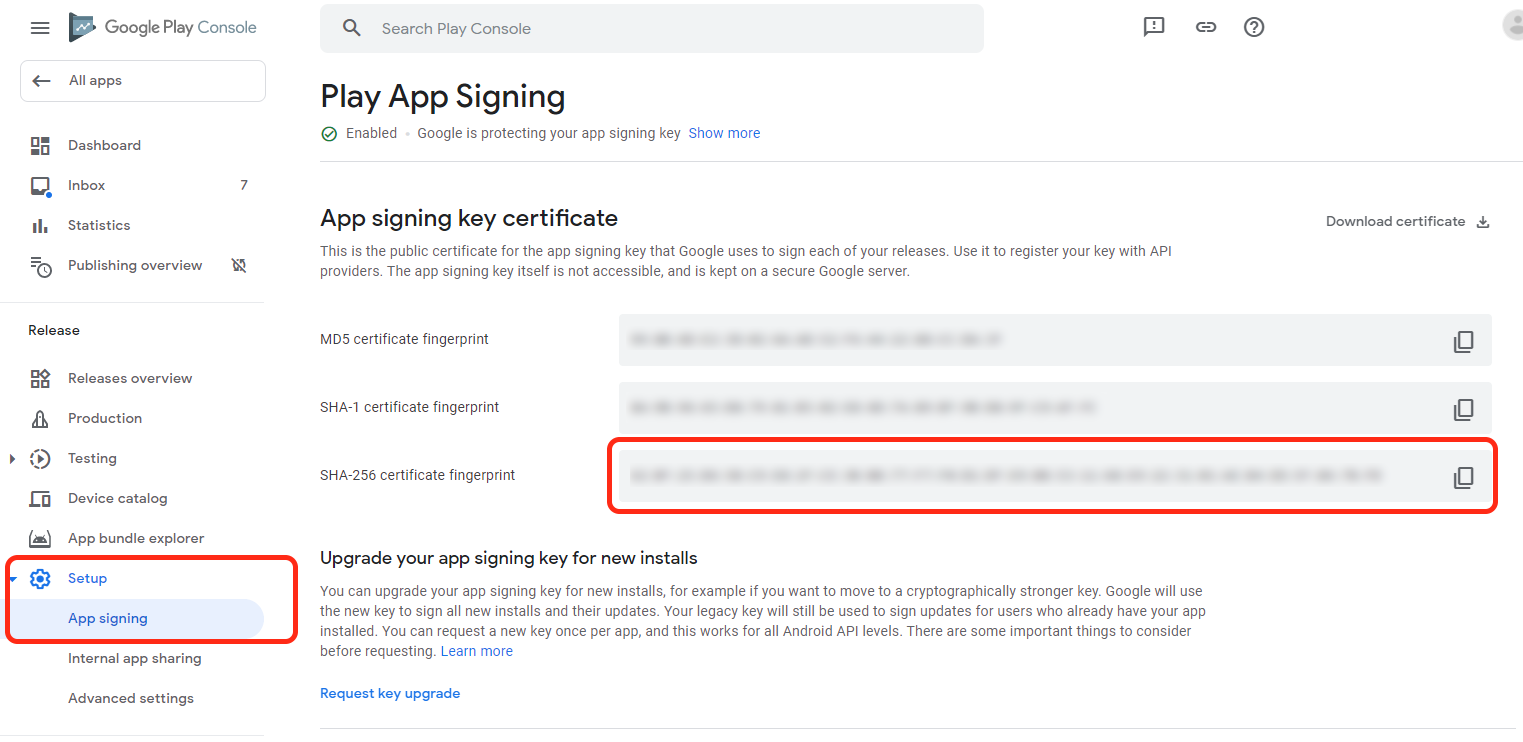 Google Play Console
Search Play Console
All apps
Dashboard
Inbox 7
Statistics
Publishing overview
Release
Releases overview
Production
Testing
Device catalog
App bundle explorer
Setup
App signing
Internal app sharing
Advanced settings
Play App Signing
Enabled • Google is protecting your app signing key Show more
App signing key certificate
Download certificate
This is the public certificate for the app signing key that Google uses to sign each of your releases. Use it to register your key with API
providers. The app signing key itself is not accessible, and is kept on a secure Google server.
MD5 certificate fingerprint
SHA-1 certificate fingerprint
SHA-256 certificate fingerprint
Upgrade your app signing key for new installs
You can upgrade your app signing key for new installs, for example if you want to move to a cryptographically stronger key. Google will use
the new key to sign all new installs and their updates. Your legacy key will still be used to sign updates for users who already have your app
installed. You can request a new key once per app, and this works for all Android API levels. There are some important things to consider
before requesting. Learn more
Request key upgrade